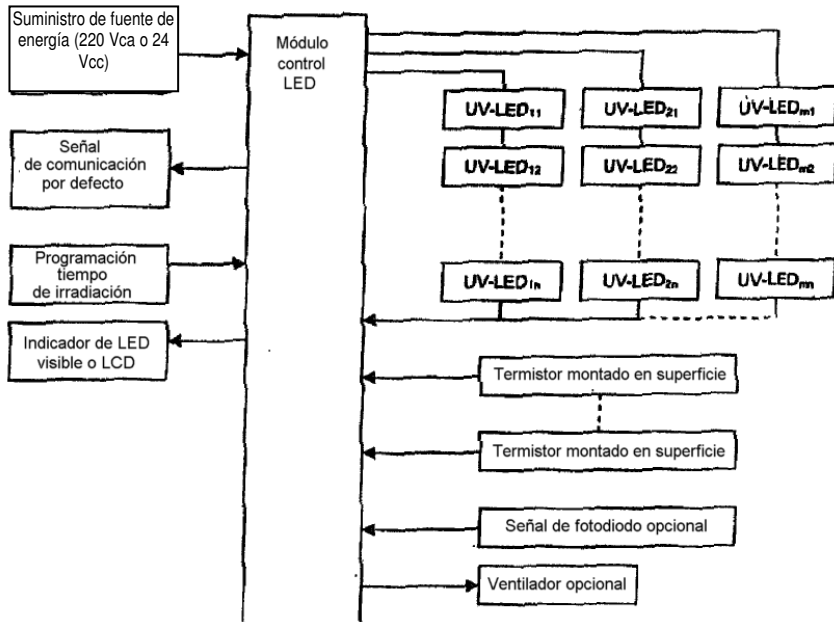 Suministro de fuente de
energía (220 Vca o 24
Vcc)
Módulo
control
LED
Señal
de comunicación
por defecto
Programación
tiempo
de irradiación
Indicador de LED
visible o LCD
UV-LED11
UV-LED21
UV-LEDm1
UV-LED12
UV-LED22
UV-LEDm2
UV-LED1n
UV-LED2n
UV-LEDmn
Termistor montado en superficie
Termistor montado en superficie
Señal de fotodiodo opcional
Ventilador opcional